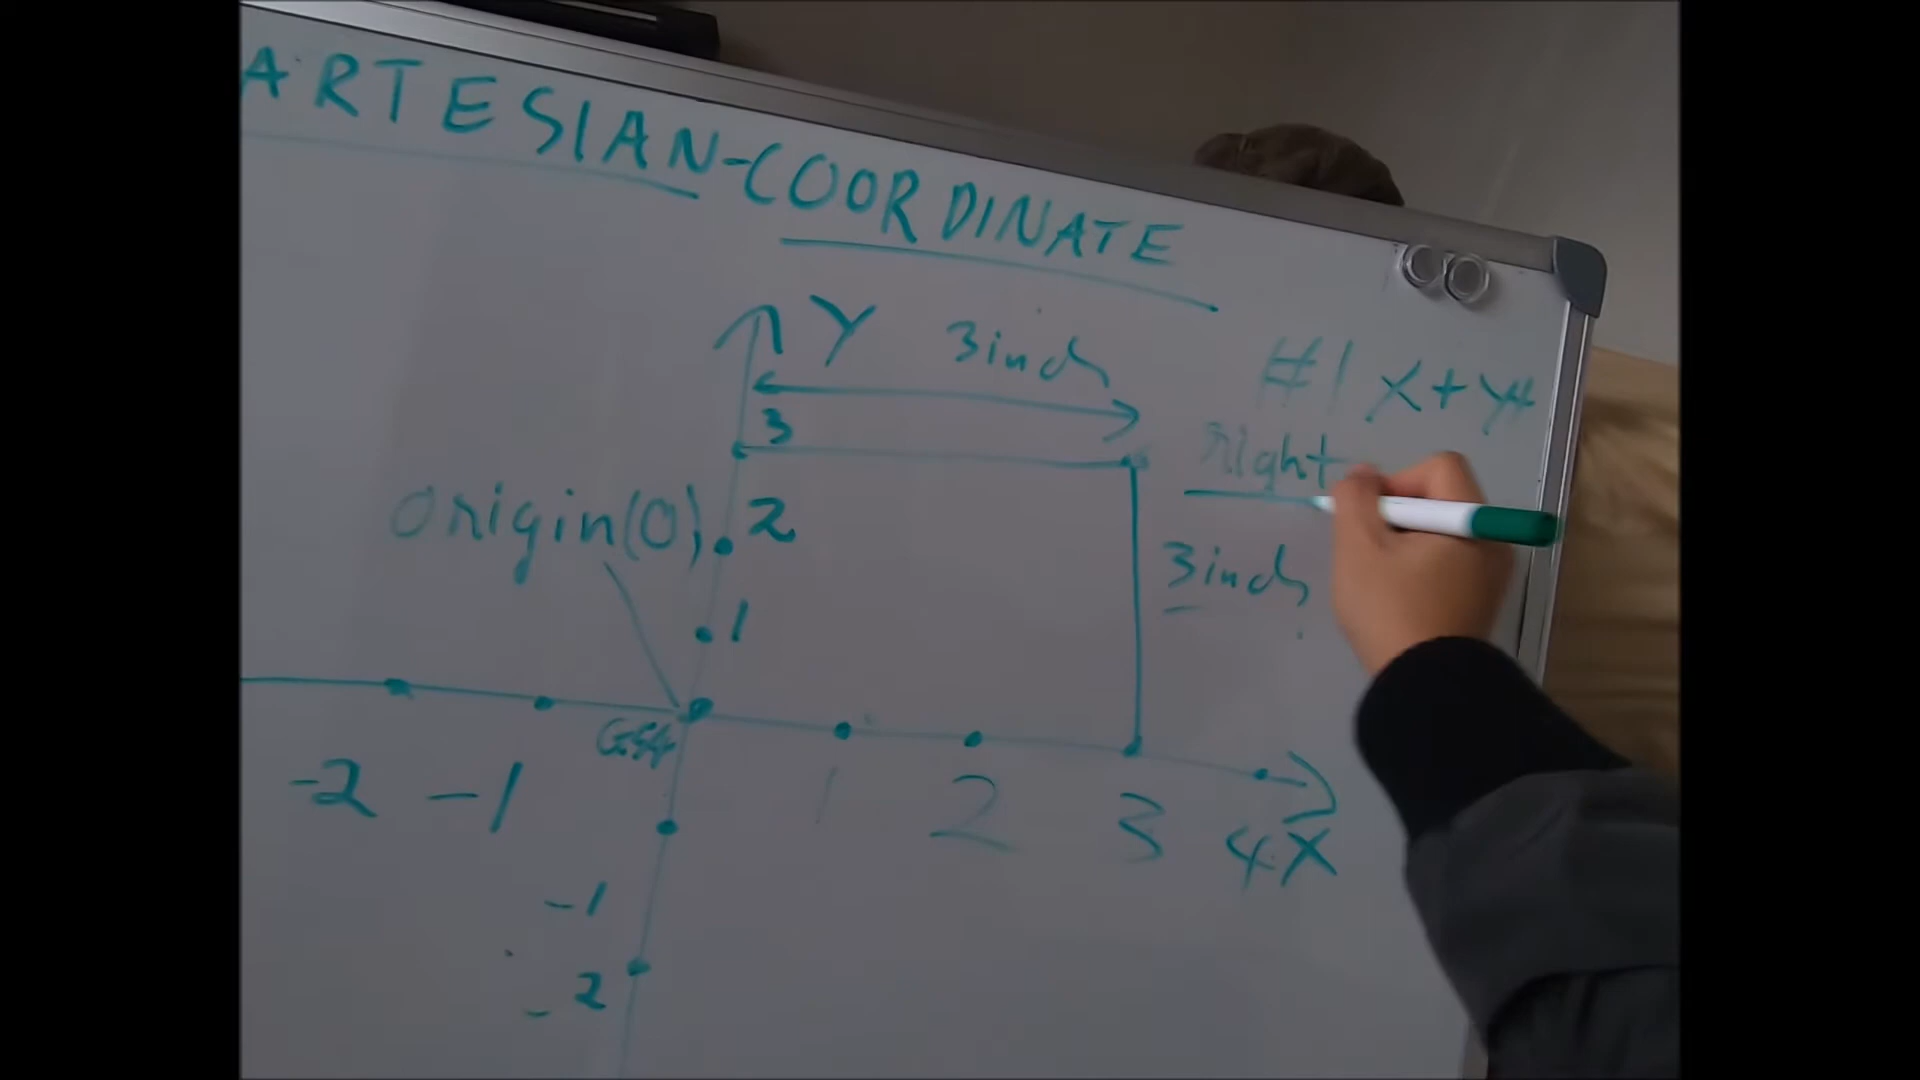 ARTESIAN-COORDINATE
Y 3inch
#1 X+Y+
3
right
origin(0) 2
3inch
1
G54
-2 -1 1 2 3 4X
-1
-2